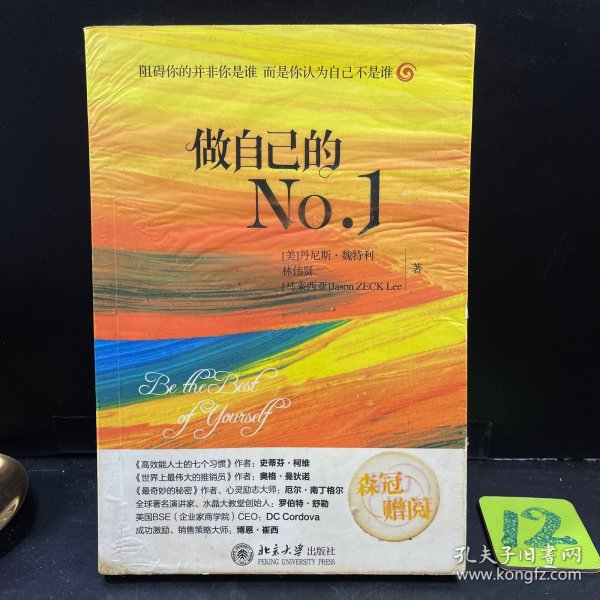 阻碍你的并非你是谁 而是你认为自己不是谁
做自己的
No.1
[美]丹尼斯·魏特利
林伟贤
[马来西亚]Jason ZECK Lee
著
Be the Best
of Yourself
《高效能人士的七个习惯》作者：史蒂芬·柯维
《世界上最伟大的推销员》作者：奥格·曼狄诺
《最奇妙的秘密》作者、心灵励志大师：厄尔·南丁格尔
全球著名演讲家、水晶大教堂创始人：罗伯特·舒勒
美国BSE（企业家商学院）CEO：DC Cordova
成功激励、销售策略大师：博恩·崔西
森冠
赠阅
北京大学出版社
PEKING UNIVERSITY PRESS
12
孔夫子旧书网
www.kongfz.com